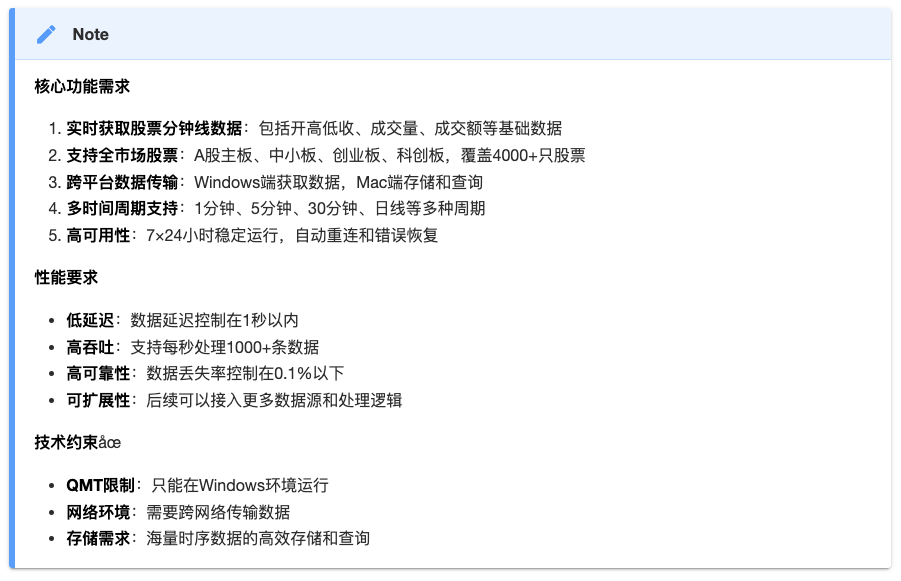 Note
核心功能需求
1. 实时获取股票分钟线数据：包括开高低收、成交量、成交额等基础数据
2. 支持全市场股票：A股主板、中小板、创业板、科创板，覆盖4000+只股票
3. 跨平台数据传输：Windows端获取数据，Mac端存储和查询
4. 多时间周期支持：1分钟、5分钟、30分钟、日线等多种周期
5. 高可用性：7×24小时稳定运行，自动重连和错误恢复
性能要求
• 低延迟：数据延迟控制在1秒以内
• 高吞吐：支持每秒处理1000+条数据
• 高可靠性：数据丢失率控制在0.1%以下
• 可扩展性：后续可以接入更多数据源和处理逻辑
技术约束åœ
• QMT限制：只能在Windows环境运行
• 网络环境：需要跨网络传输数据
• 存储需求：海量时序数据的高效存储和查询